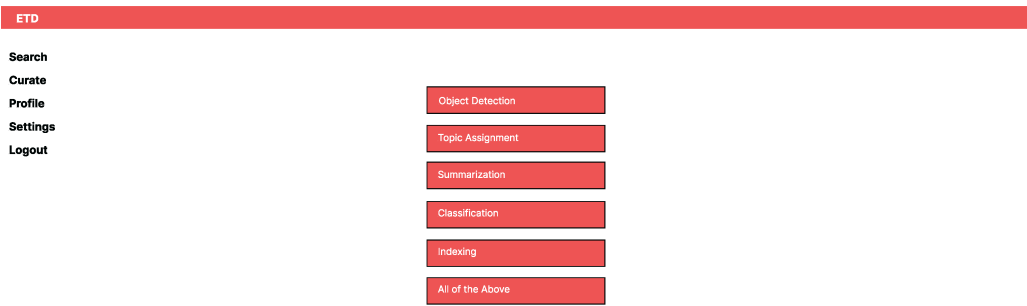 ETD
Search
Curate
Profile
Settings
Logout
Object Detection
Topic Assignment
Summarization
Classification
Indexing
All of the Above